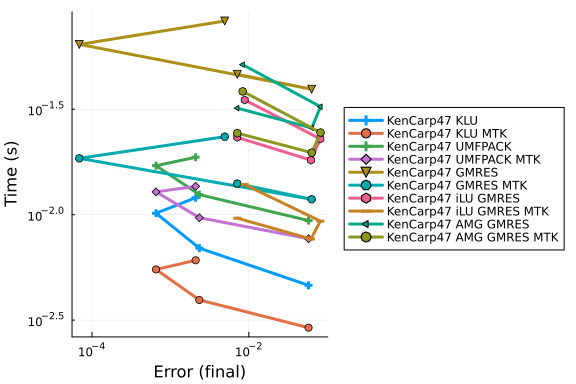 10^-1.5
10^-2.0
10^-2.5
Time (s)
10^-4
10^-2
Error (final)
KenCarp47 KLU
KenCarp47 KLU MTK
KenCarp47 UMFPACK
KenCarp47 UMFPACK MTK
KenCarp47 GMRES
KenCarp47 GMRES MTK
KenCarp47 iLU GMRES
KenCarp47 iLU GMRES MTK
KenCarp47 AMG GMRES
KenCarp47 AMG GMRES MTK